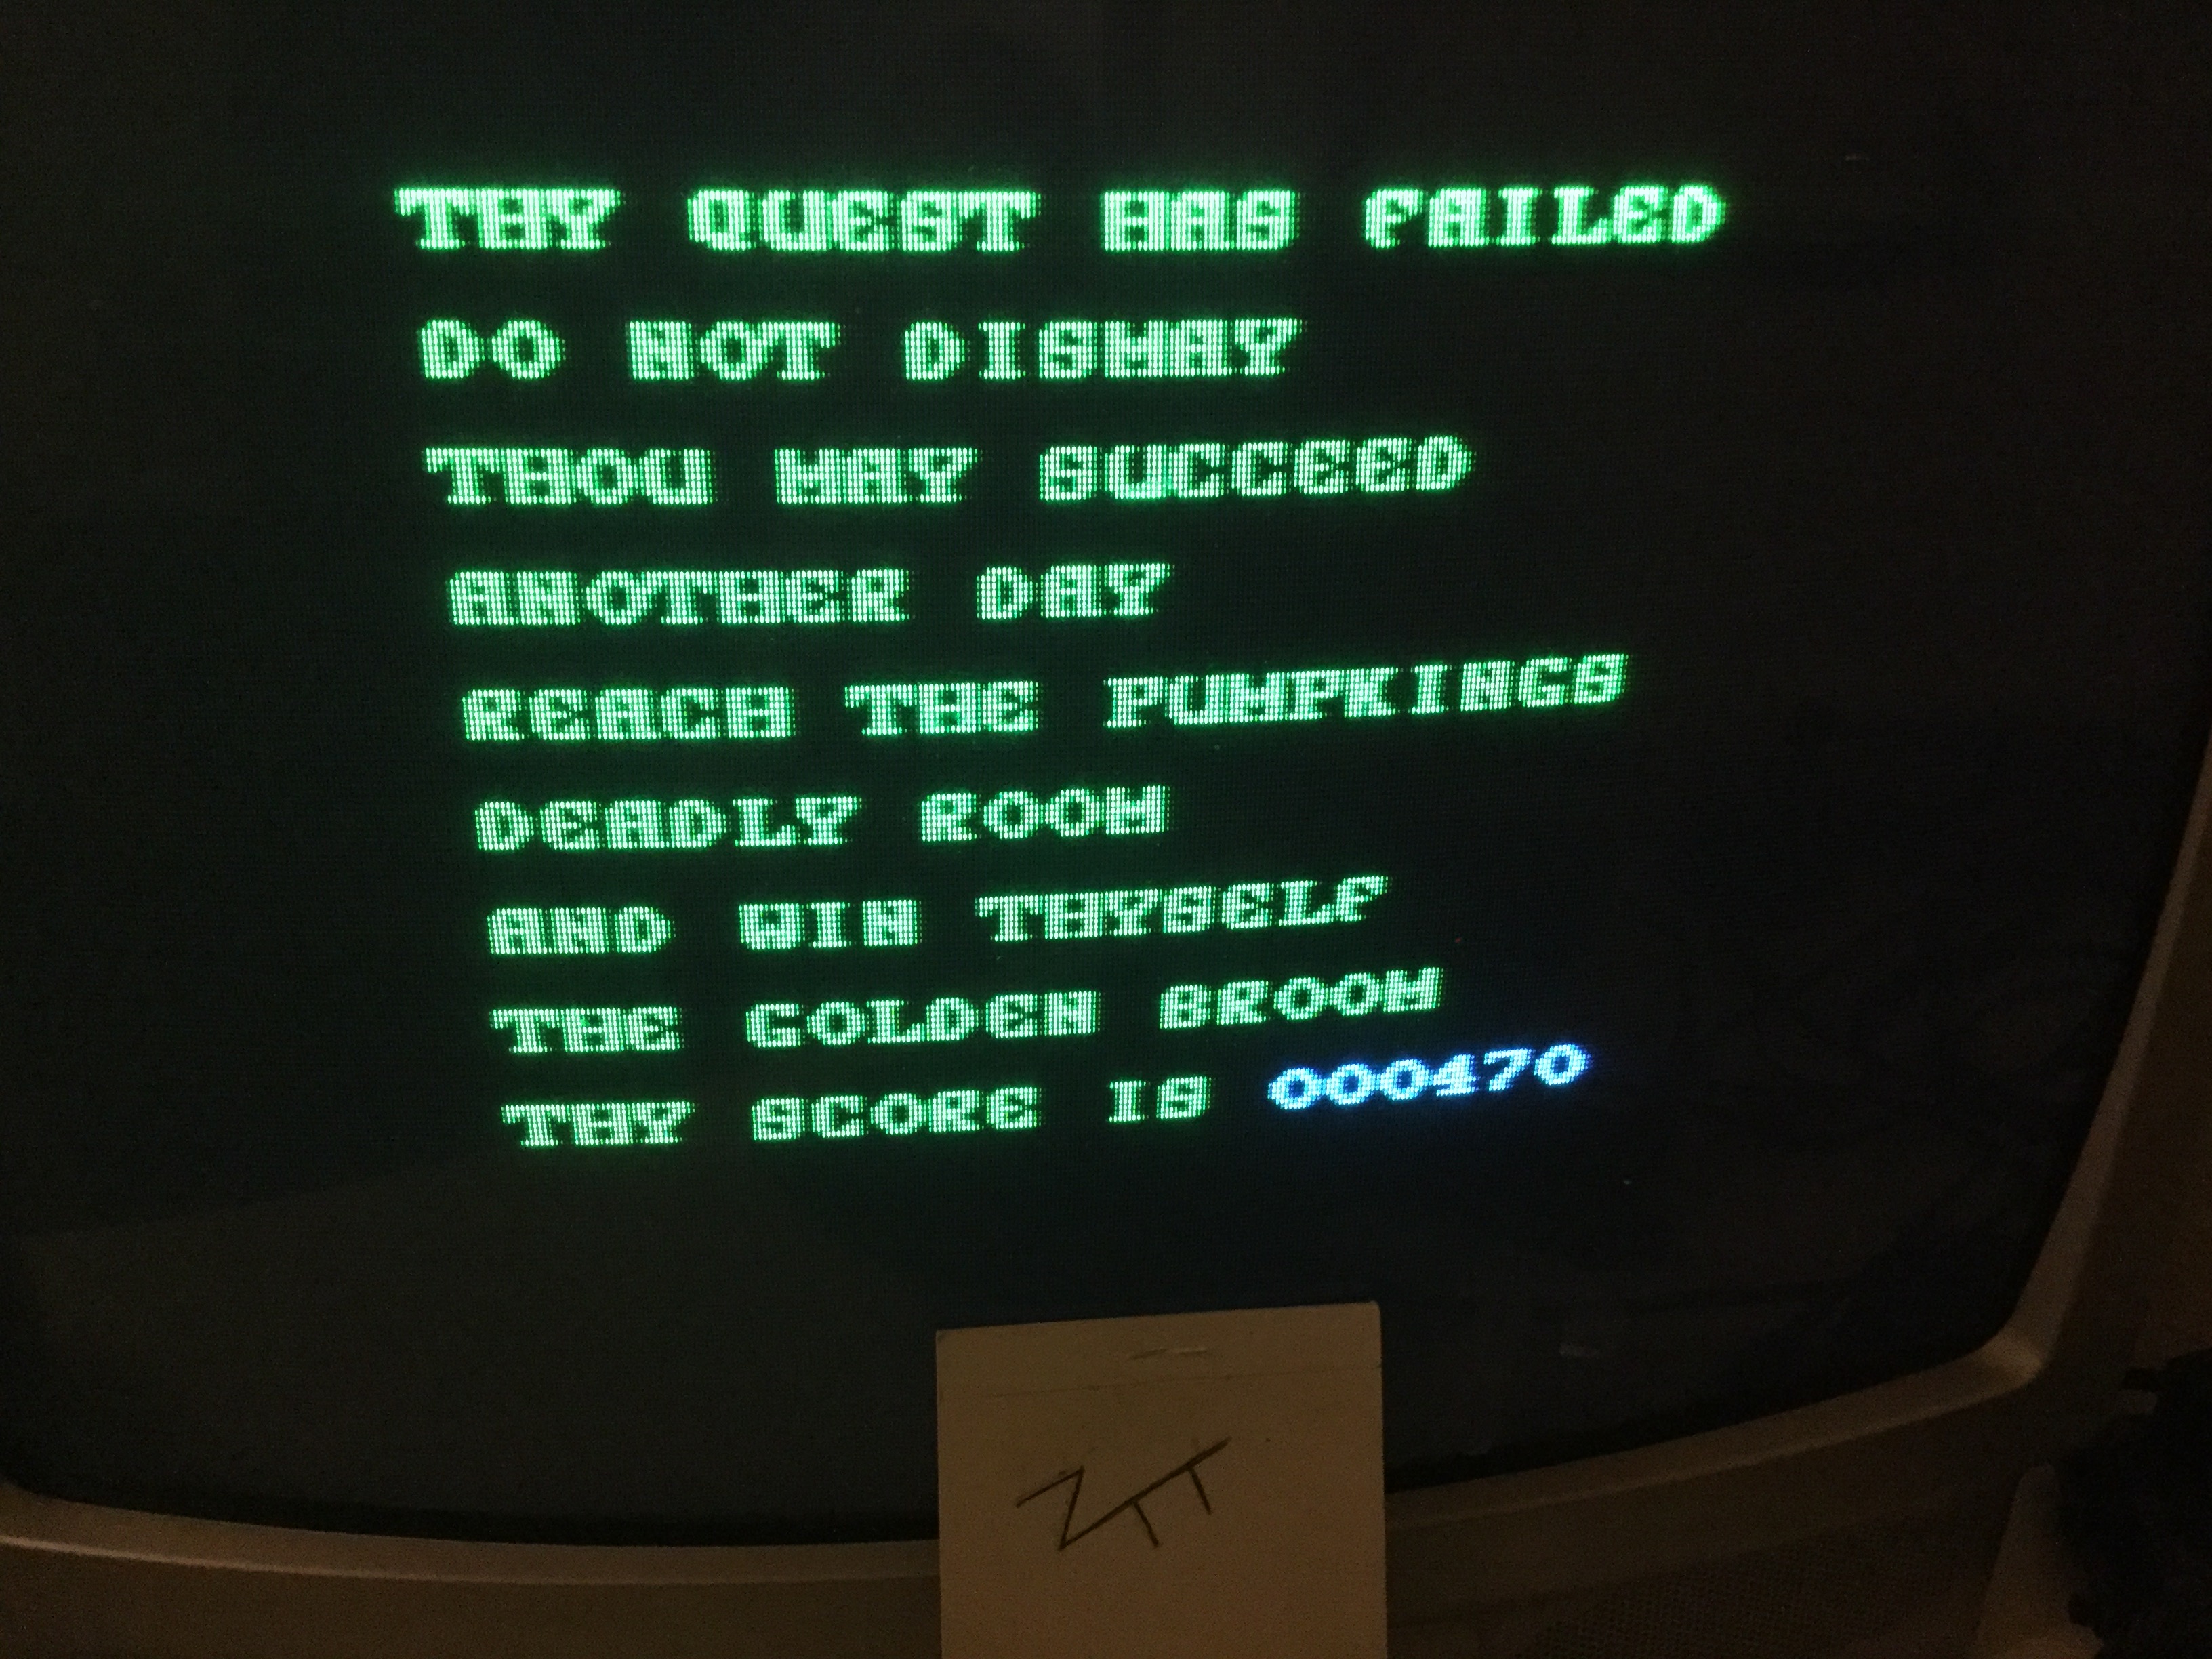 THY QUEST HAS FAILED
DO NOT DISMAY
THOU MAY SUCCEED
ANOTHER DAY
REACH THE PUMPKINGS
DEADLY ROOM
AND WIN THYSELF
THE GOLDEN BROOM
THY SCORE IS 000470
ZTT